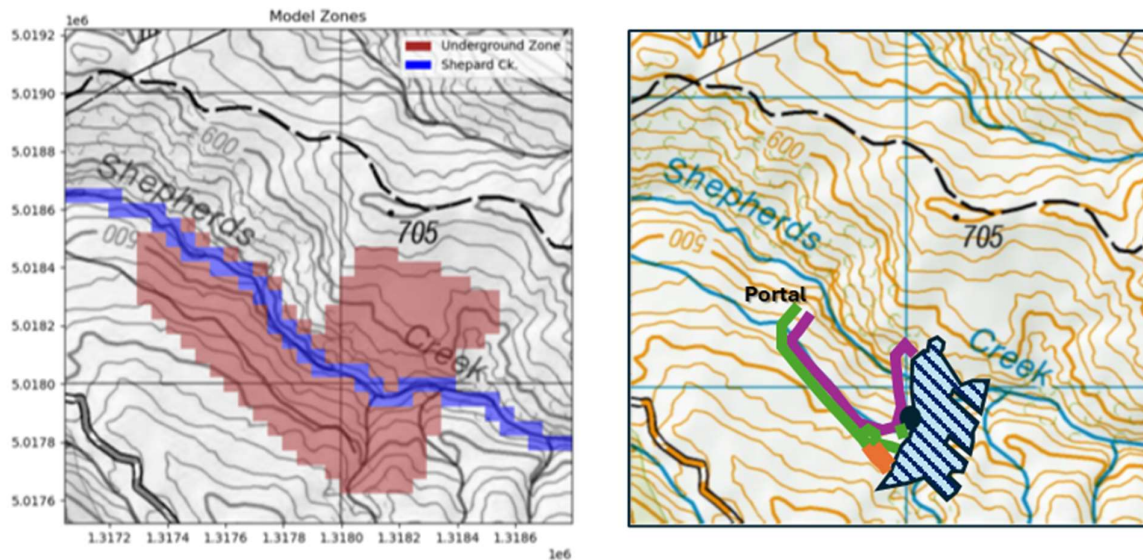 Model Zones
1e6
5.0192
5.0190
5.0188
5.0186
5.0184
5.0182
5.0180
5.0178
5.0176
Underground Zone
Shepard Ck.
600
Shepherds
500
705
Creek
1.3172
1.3174
1.3176
1.3178
1.3180
1.3182
1.3184
1.3186
1e6
600
Shepherds
500
705
Portal
Creek